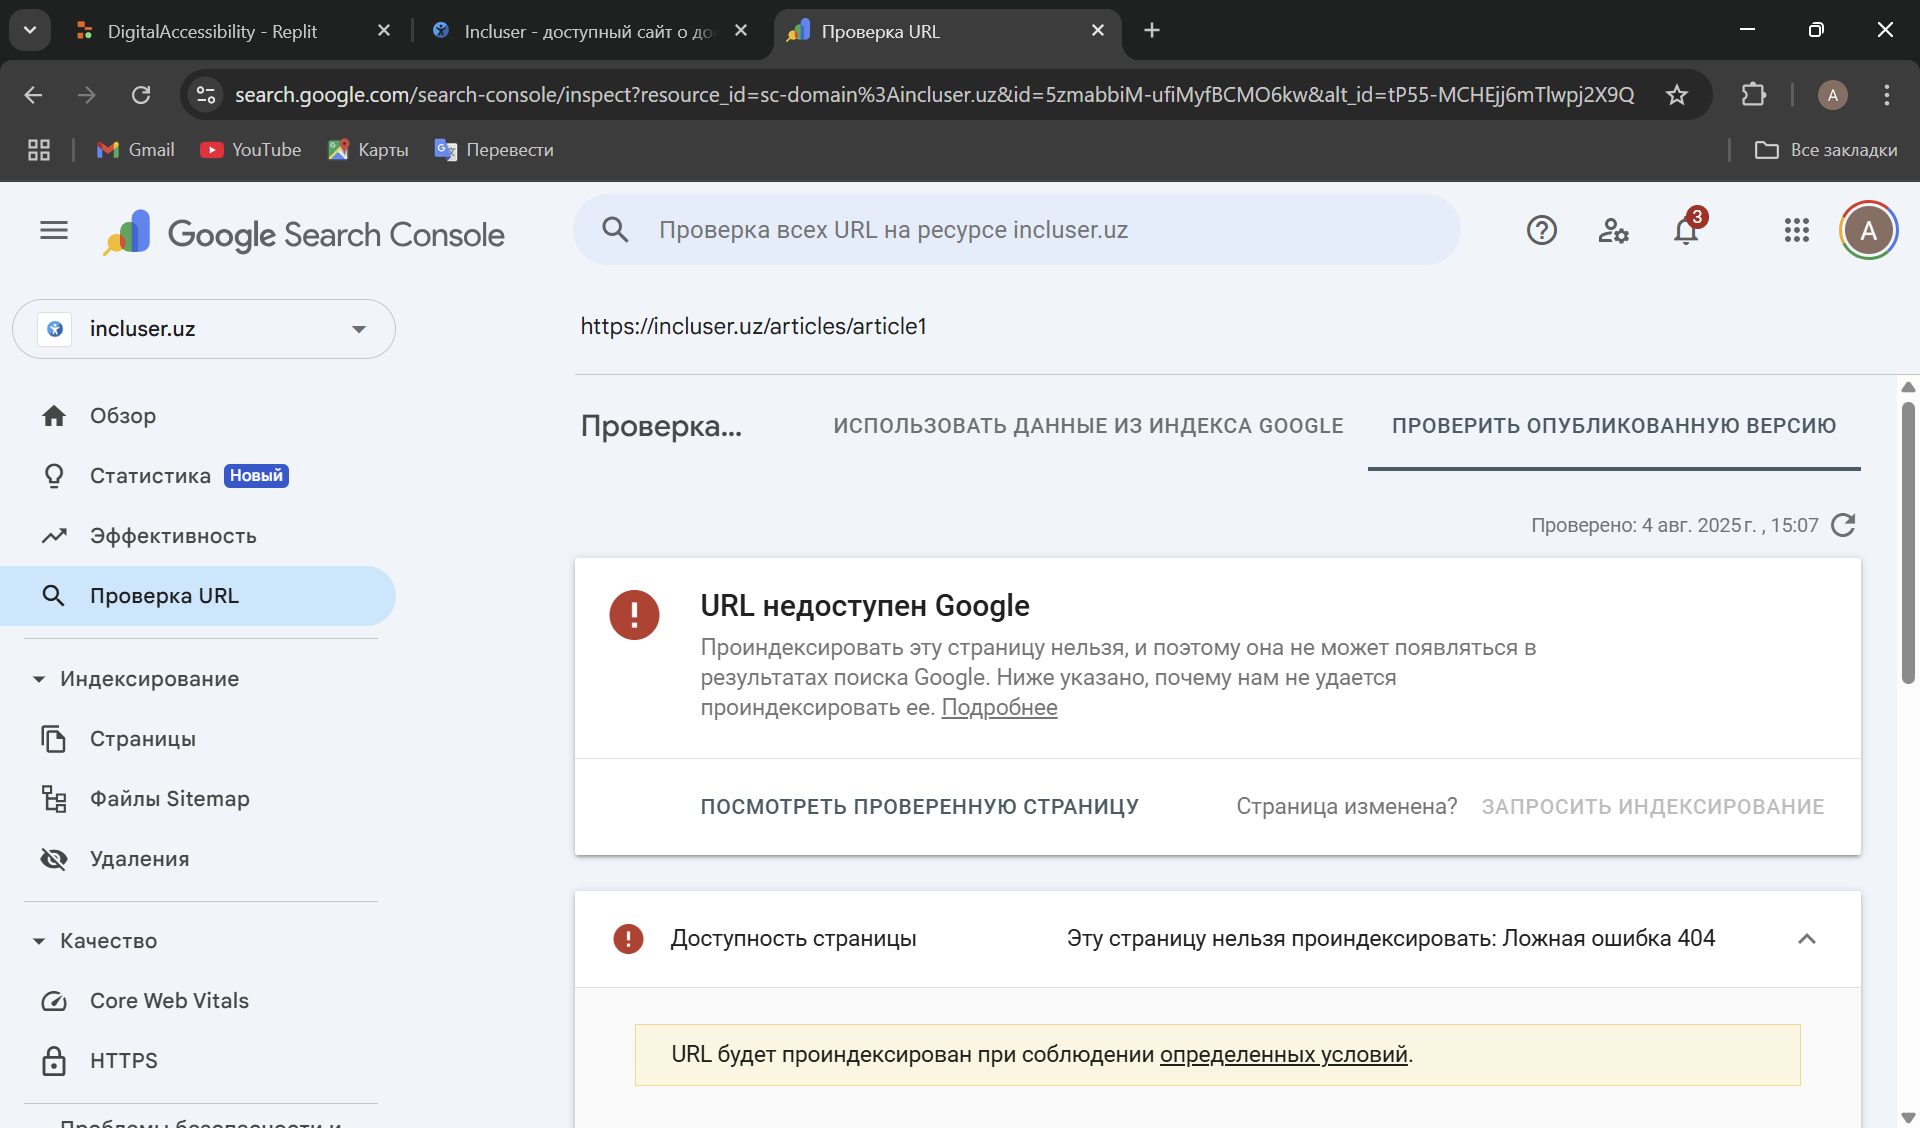 DigitalAccessibility - Replit
Incluser - доступный сайт о до
Проверка URL
search.google.com/search-console/inspect?resource_id=sc-domain%3Aincluser.uz&id=5zmabbiM-ufiMyfBCMO6kw&alt_id=tP55-MCHEjj6mTlwpj2X9Q
A
Gmail
YouTube
Карты
Перевести
Все закладки
Google Search Console
Проверка всех URL на ресурсе incluser.uz
3
A
incluser.uz
Обзор
Статистика Новый
Эффективность
Проверка URL
Индексирование
Страницы
Файлы Sitemap
Удаления
Качество
Core Web Vitals
HTTPS
https://incluser.uz/articles/article1
Проверка...
ИСПОЛЬЗОВАТЬ ДАННЫЕ ИЗ ИНДЕКСА GOOGLE
ПРОВЕРИТЬ ОПУБЛИКОВАННУЮ ВЕРСИЮ
Проверено: 4 авг. 2025 г. , 15:07
URL недоступен Google
Проиндексировать эту страницу нельзя, и поэтому она не может появляться в
результатах поиска Google. Ниже указано, почему нам не удается
проиндексировать ее. Подробнее
ПОСМОТРЕТЬ ПРОВЕРЕННУЮ СТРАНИЦУ
Страница изменена?
ЗАПРОСИТЬ ИНДЕКСИРОВАНИЕ
Доступность страницы
Эту страницу нельзя проиндексировать: Ложная ошибка 404
URL будет проиндексирован при соблюдении определенных условий.